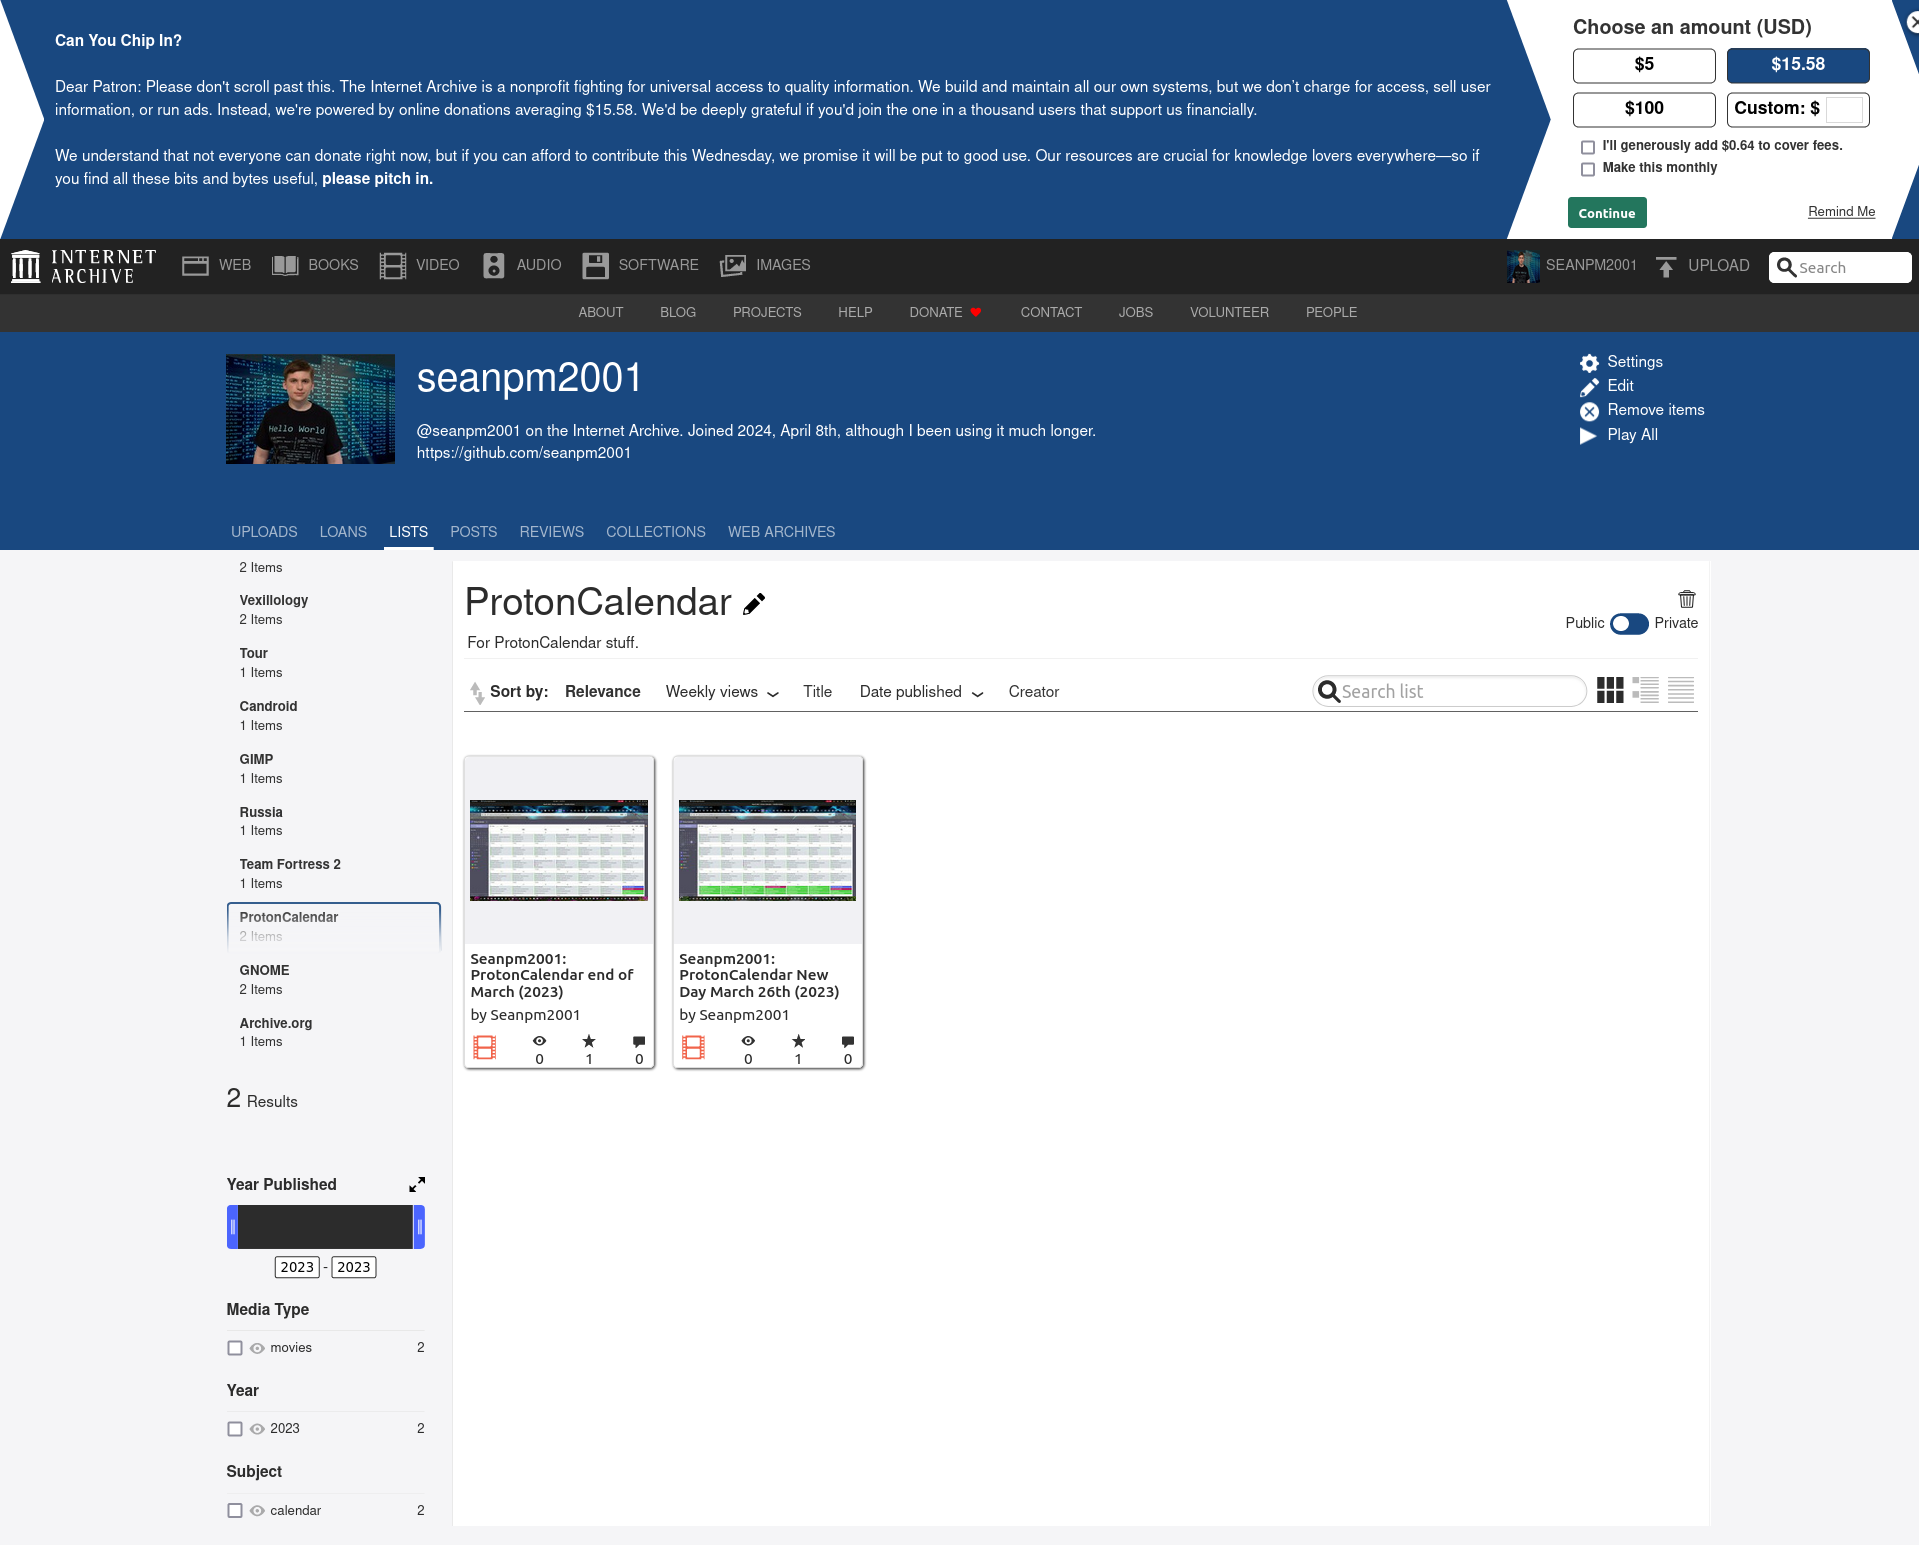 Can You Chip In?
Dear Patron: Please don't scroll past this. The Internet Archive is a nonprofit fighting for universal access to quality information. We build and maintain all our own systems, but we don’t charge for access, sell user
information, or run ads. Instead, we're powered by online donations averaging $15.58. We'd be deeply grateful if you'd join the one in a thousand users that support us financially.
We understand that not everyone can donate right now, but if you can afford to contribute this Wednesday, we promise it will be put to good use. Our resources are crucial for knowledge lovers everywhere—so if
you find all these bits and bytes useful, please pitch in.
Choose an amount (USD)
$5 $15.58
$100 Custom: $
I'll generously add $0.64 to cover fees.
Make this monthly
Continue Remind Me
INTERNET
ARCHIVE
WEB BOOKS VIDEO AUDIO SOFTWARE IMAGES SEANPM2001 UPLOAD Search
ABOUT BLOG PROJECTS HELP DONATE CONTACT JOBS VOLUNTEER PEOPLE
Hello World
seanpm2001
@seanpm2001 on the Internet Archive. Joined 2024, April 8th, although I been using it much longer.
https://github.com/seanpm2001
Settings
Edit
Remove items
Play All
UPLOADS LOANS LISTS POSTS REVIEWS COLLECTIONS WEB ARCHIVES
2 Items
Vexillology
2 Items
Tour
1 Items
Candroid
1 Items
GIMP
1 Items
Russia
1 Items
Team Fortress 2
1 Items
ProtonCalendar
2 Items
GNOME
2 Items
Archive.org
1 Items
2 Results
Year Published
2023 - 2023
Media Type
movies 2
Year
2023 2
Subject
calendar 2
ProtonCalendar
For ProtonCalendar stuff.
Public Private
Sort by: Relevance Weekly views Title Date published Creator Search list
Seanpm2001:
ProtonCalendar end of
March (2023)
by Seanpm2001
0 1 0
Seanpm2001:
ProtonCalendar New
Day March 26th (2023)
by Seanpm2001
0 1 0